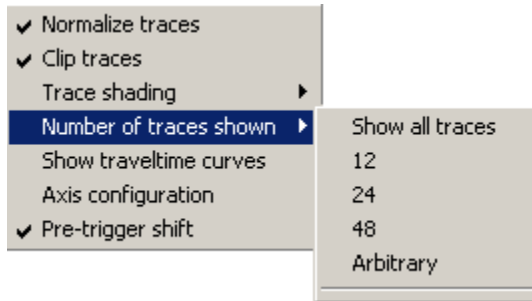 Normalize traces
Clip traces
Trace shading
Number of traces shown
Show traveltime curves
Axis configuration
Pre-trigger shift
Show all traces
12
24
48
Arbitrary